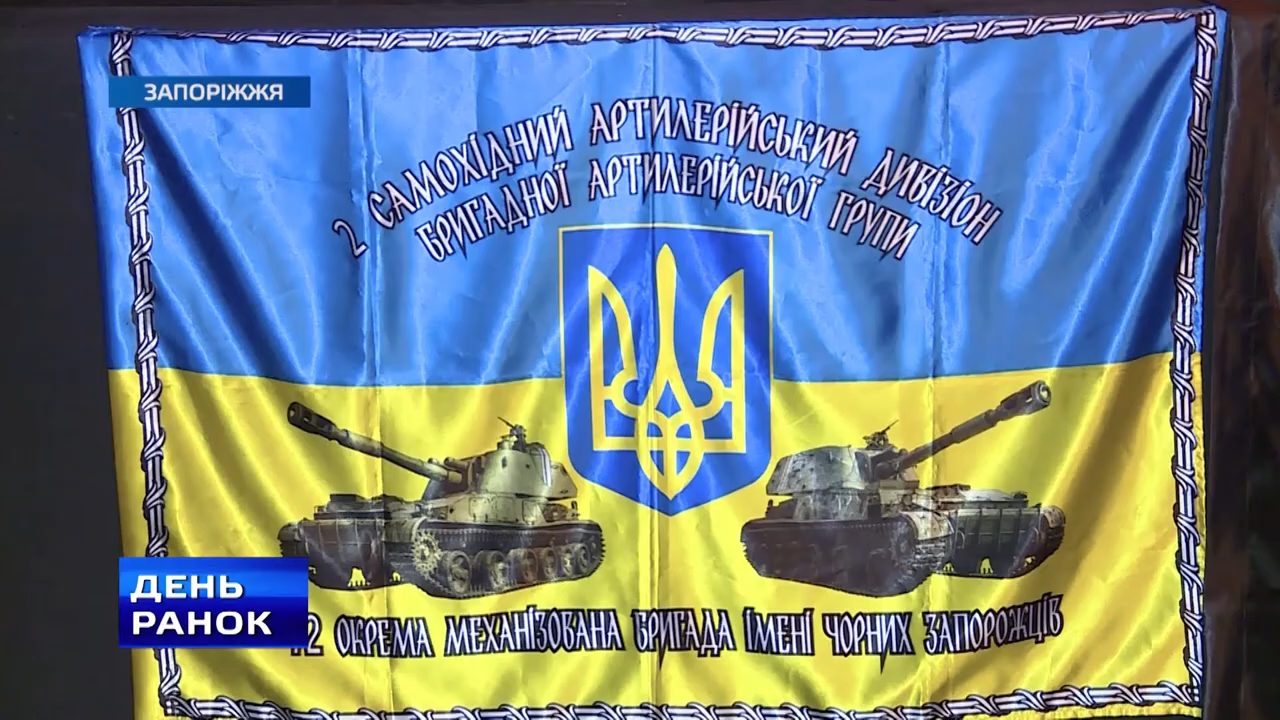 ЗАПОРІЖЖЯ
2 САМОХІДНИЙ АРТИЛЕРІЙСЬКИЙ ДИВІЗІОН
БРИГАДНОЇ АРТИЛЕРІЙСЬКОЇ ГРУПИ
ОКРЕМА МЕХАНІЗОВАНА БРИГАДА ІМЕНІ ЧОРНИХ ЗАПОРОЖЦІВ
ДЕНЬ
РАНОК